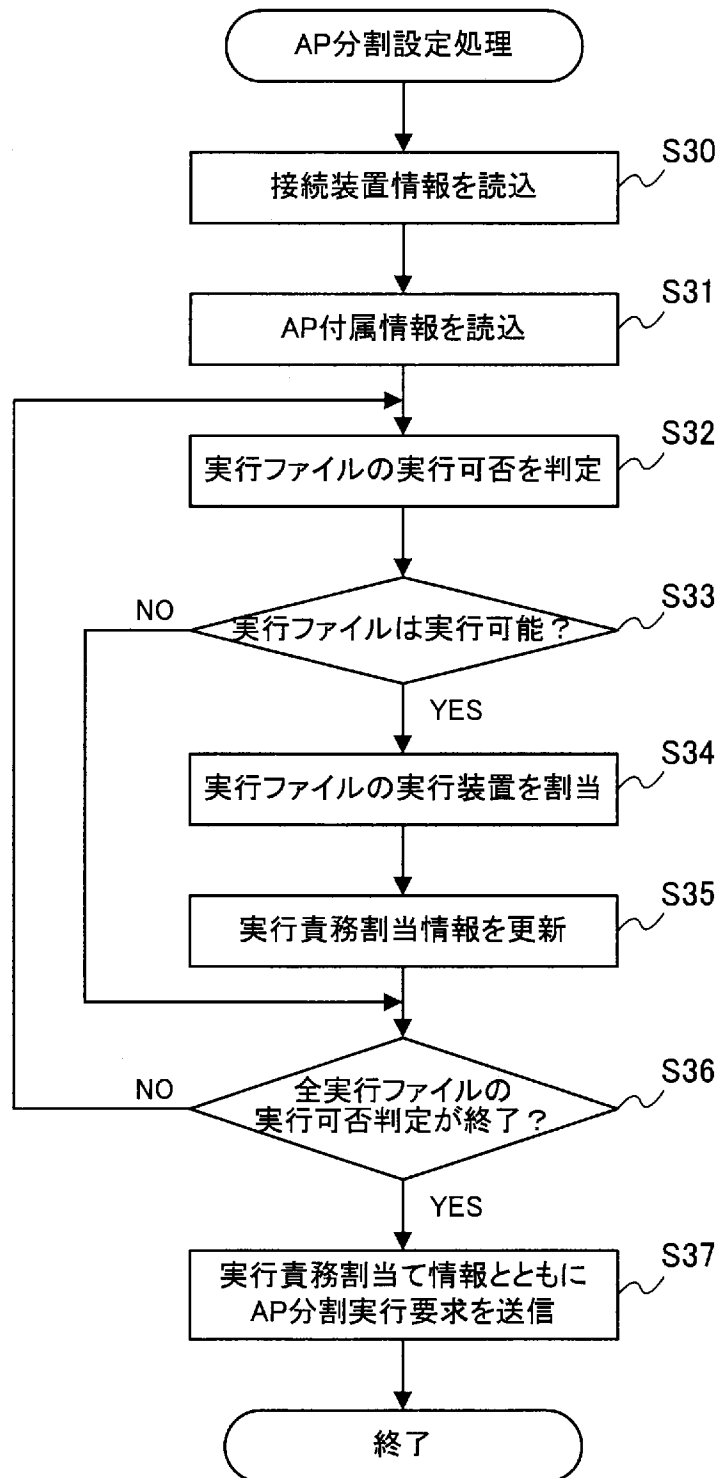 AP分割設定処理
S30
接続装置情報を読込
S31
AP付属情報を読込
S32
実行ファイルの実行可否を判定
S33
NO
実行ファイルは実行可能？
YES
S34
実行ファイルの実行装置を割当
S35
実行責務割当情報を更新
S36
NO
全実行ファイルの
実行可否判定が終了？
YES
S37
実行責務割当て情報とともに
AP分割実行要求を送信
終了